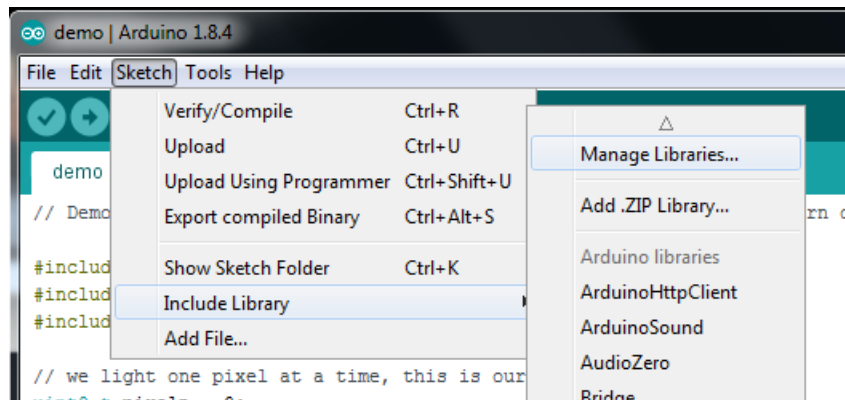 demo | Arduino 1.8.4
File Edit Sketch Tools Help
Verify/Compile Ctrl+R
Upload Ctrl+U
Upload Using Programmer Ctrl+Shift+U
Export compiled Binary Ctrl+Alt+S
Show Sketch Folder Ctrl+K
Include Library
Add File...
Manage Libraries...
Add .ZIP Library...
Arduino libraries
ArduinoHttpClient
ArduinoSound
AudioZero
Bridge
demo
// Demo
#includ
#includ
#includ
// we light one pixel at a time, this is our